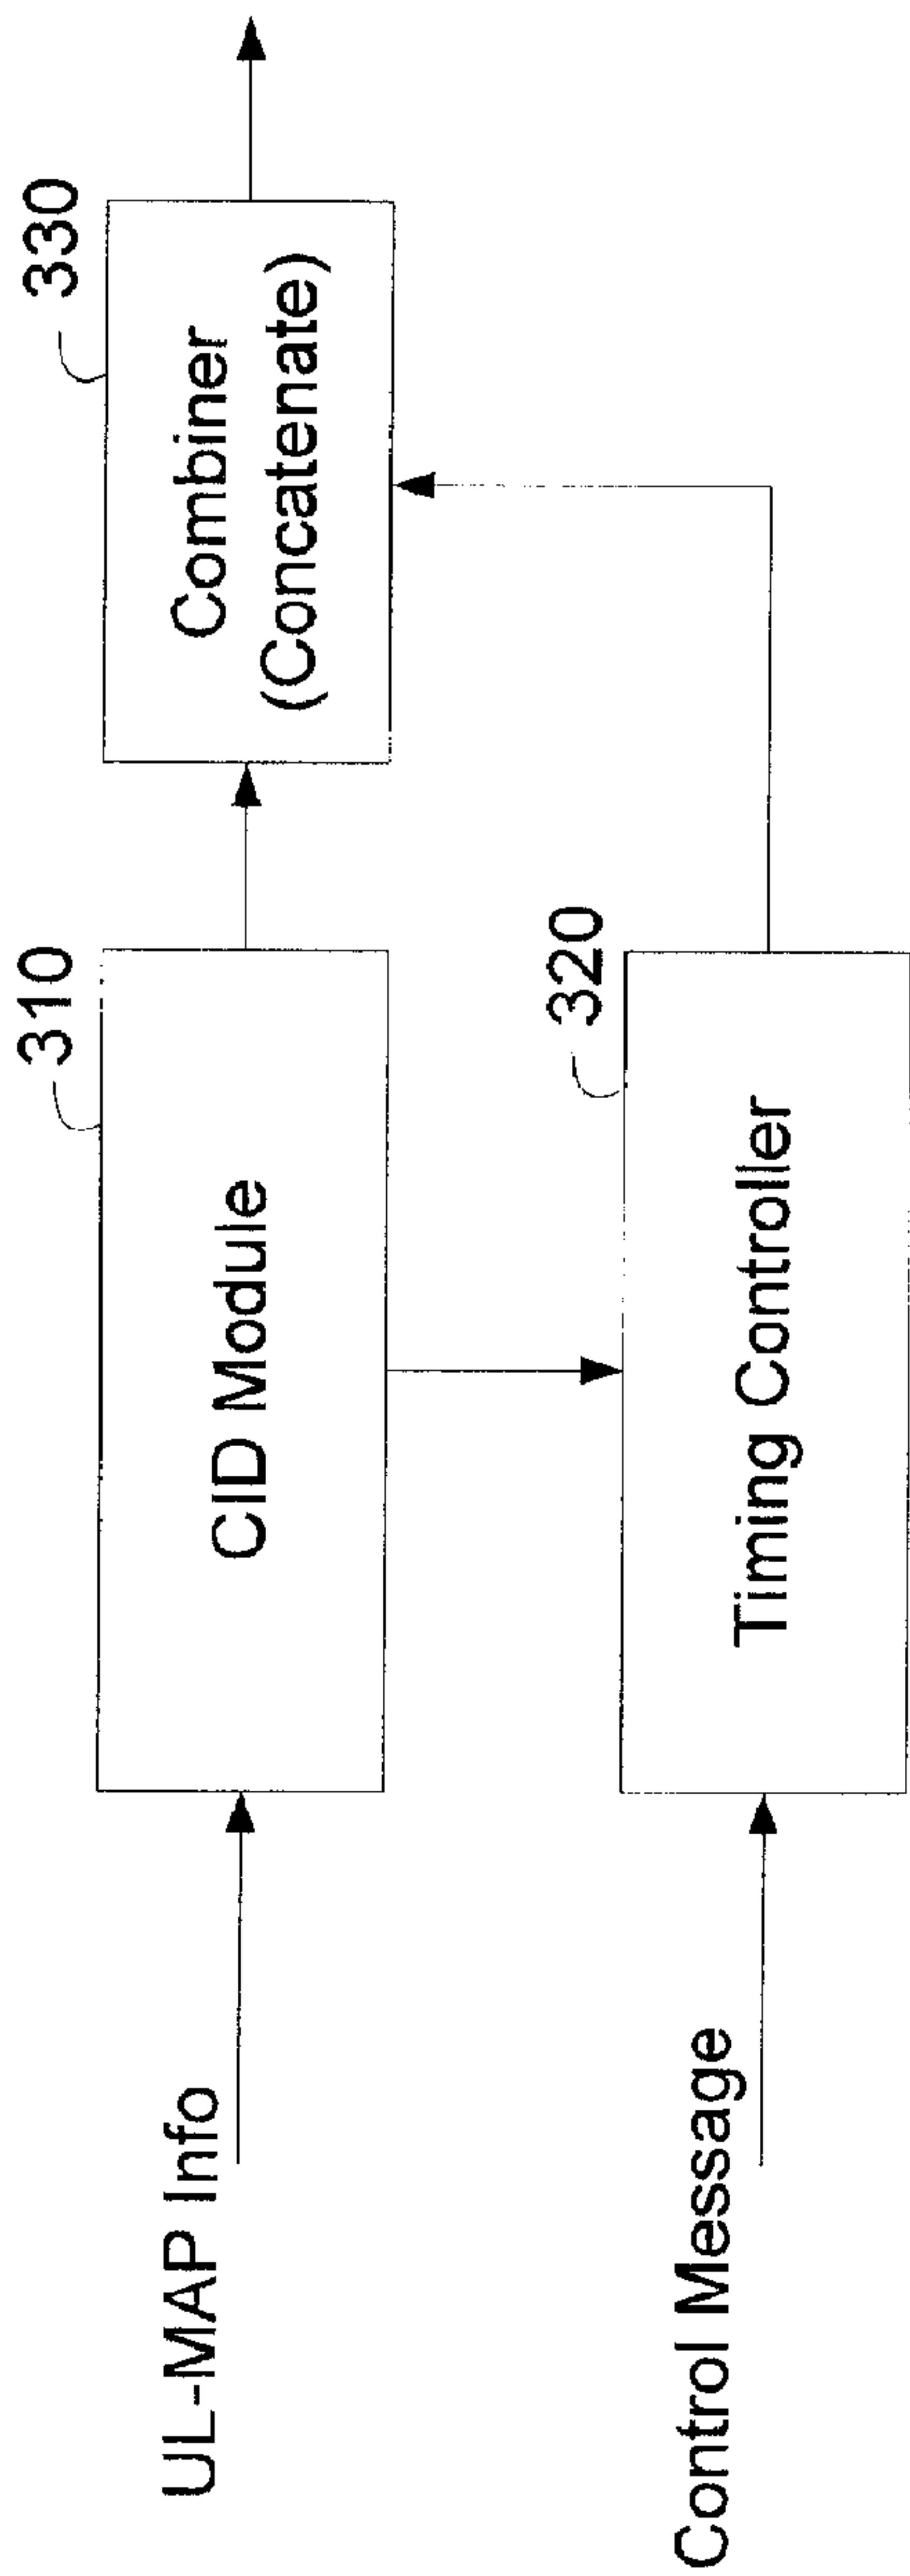 UL-MAP Info
310
CID Module
330
Combiner
(Concatenate)
Control Message
320
Timing Controller